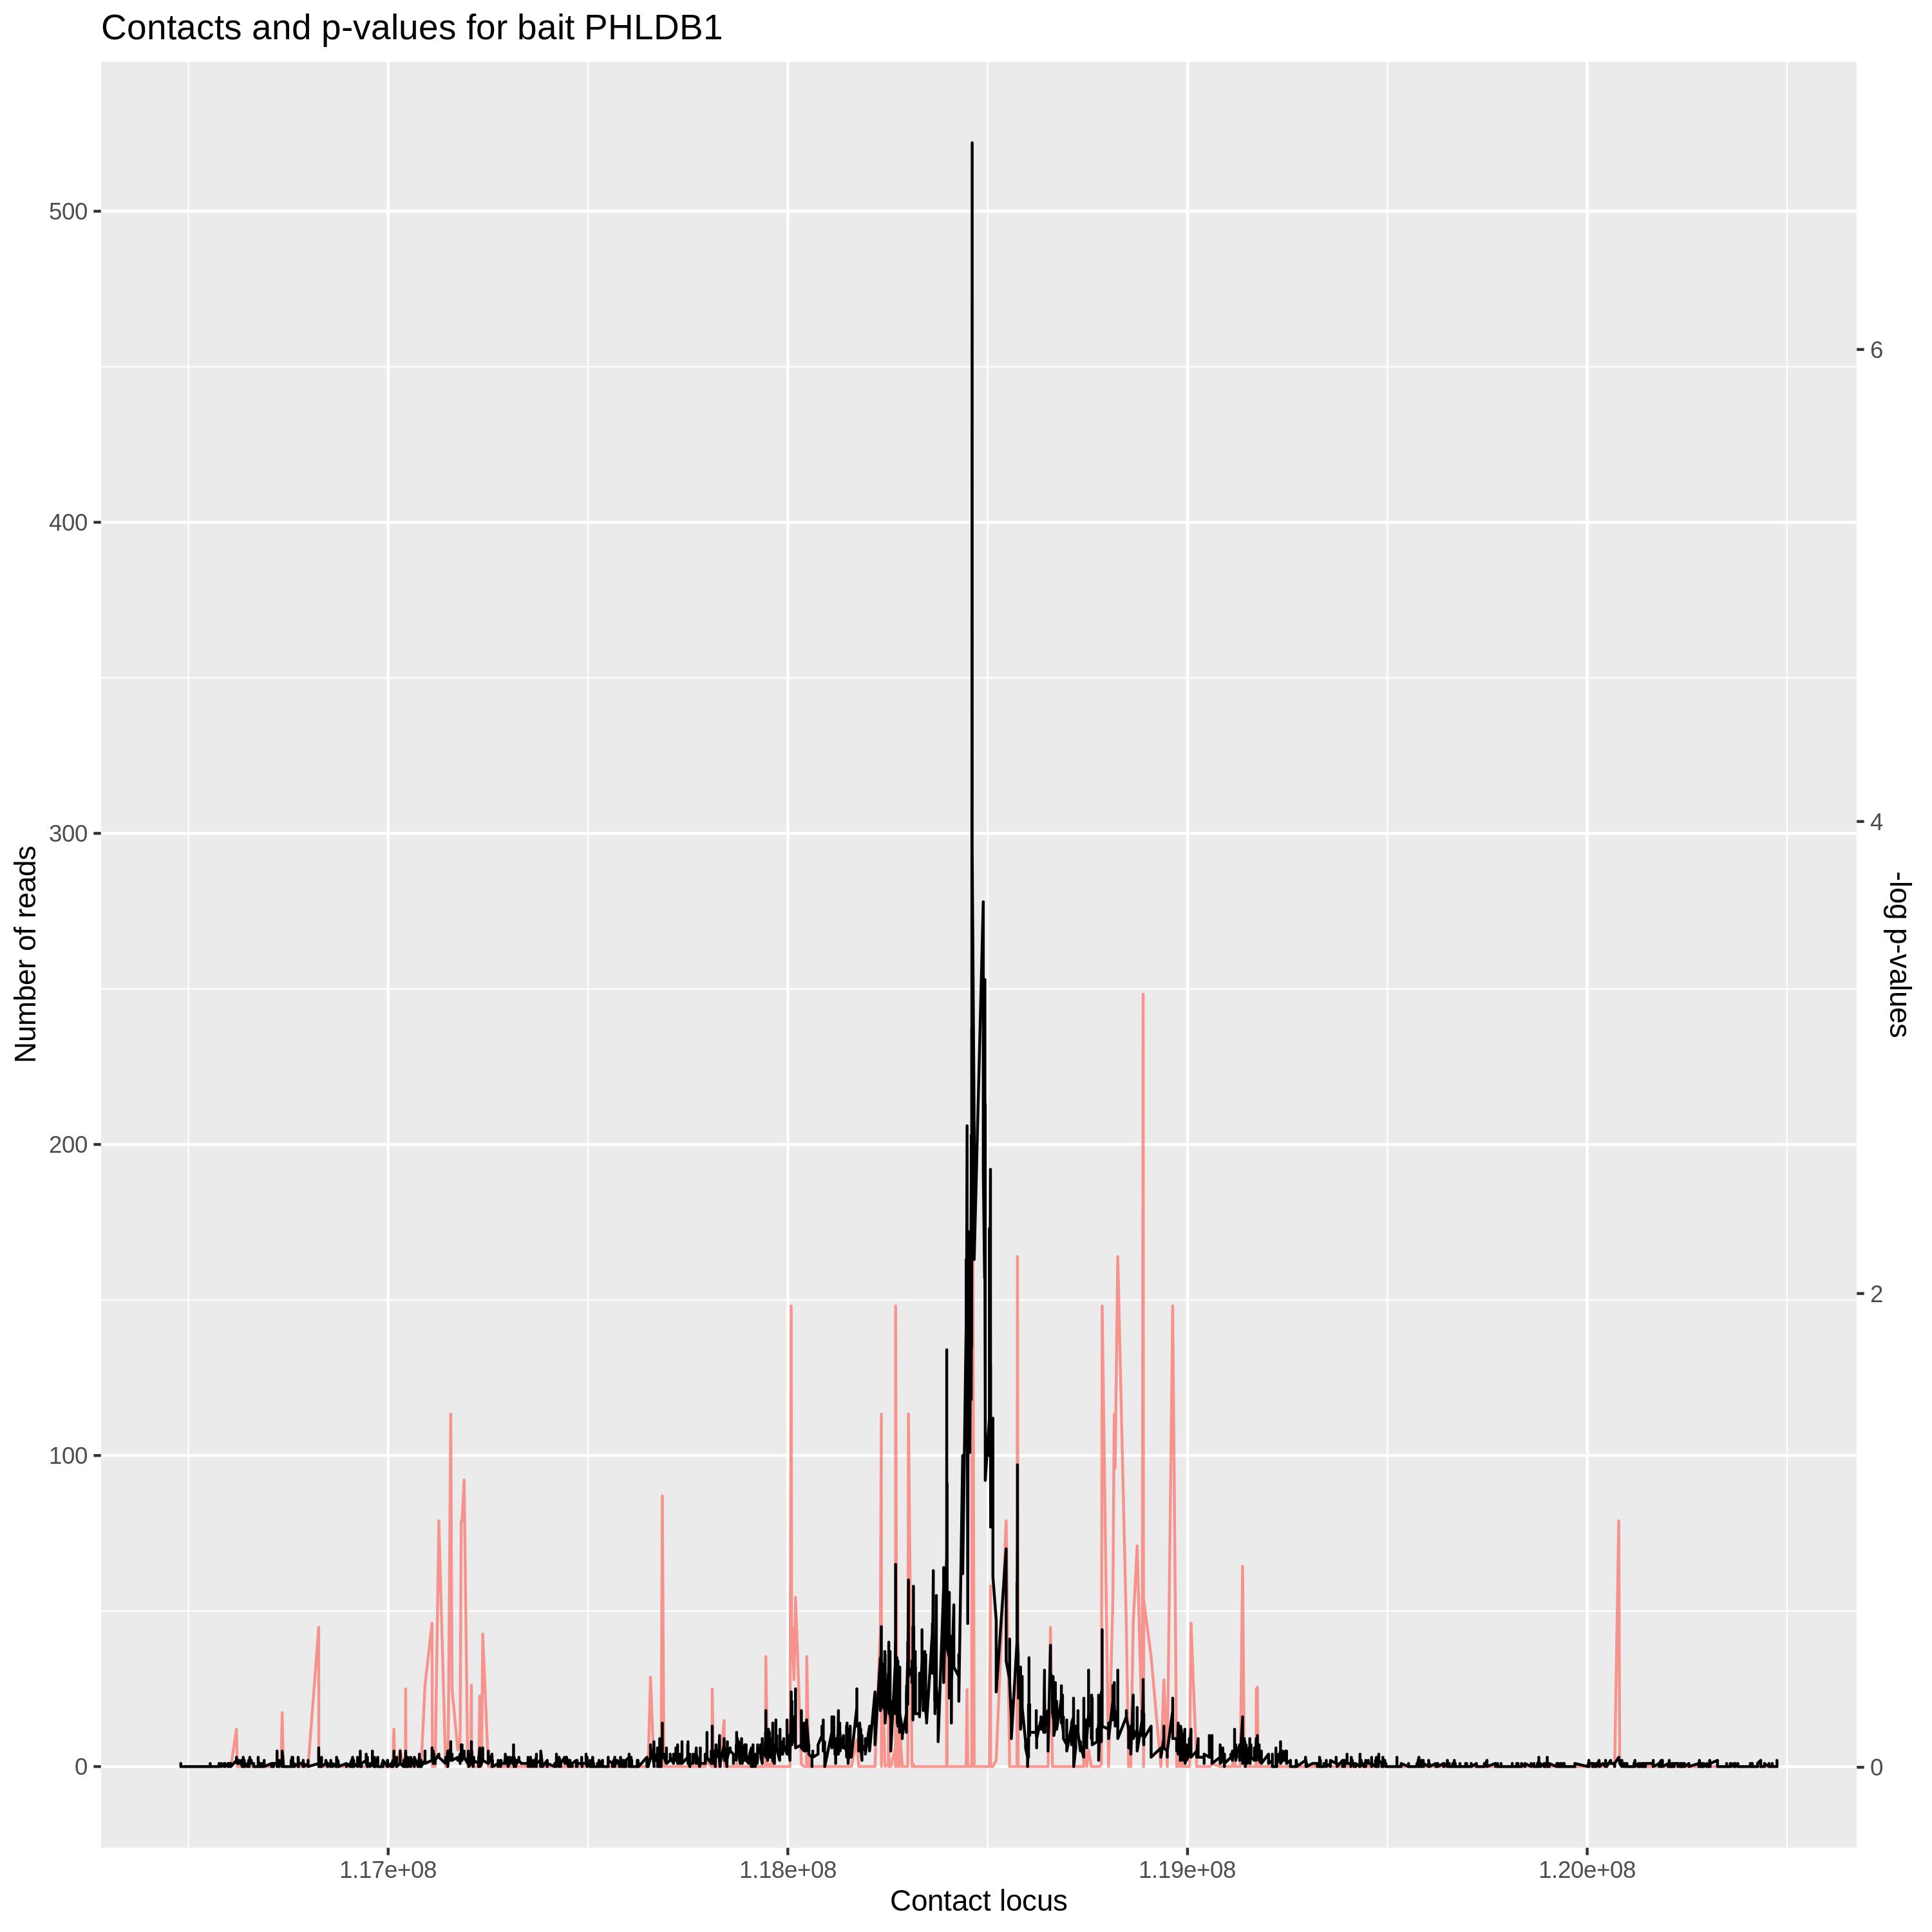 Contacts and p-values for bait PHLDB1
500
400
300
200
100
0
Number of reads
6
4
2
0
-log p-values
1.17e+08
1.18e+08
1.19e+08
1.20e+08
Contact locus